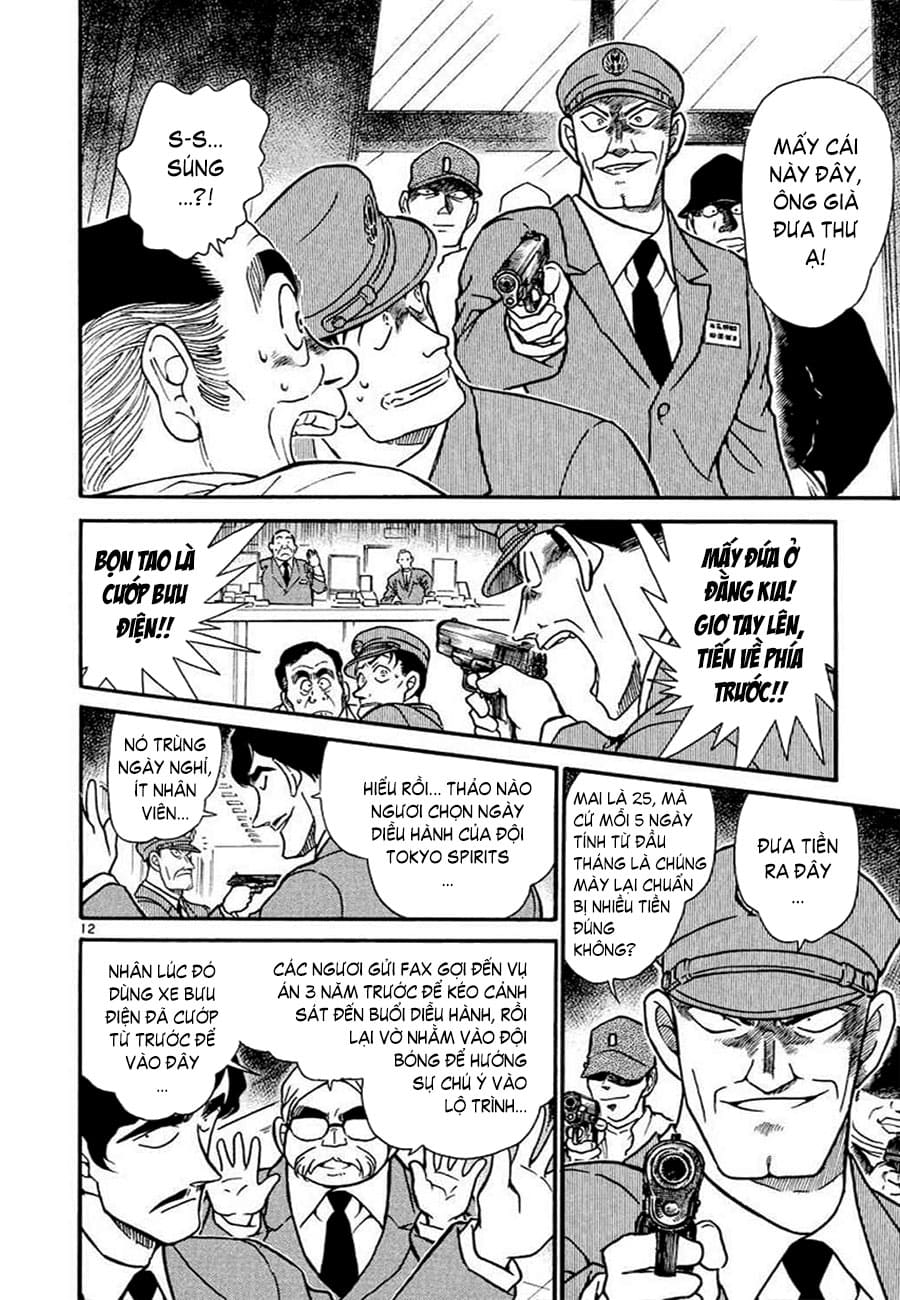 MẤY CÁI
NÀY ĐÂY,
ÔNG GIÀ
ĐƯA THƯ
Ạ!
S-S...
SÚNG
...?!
MẤY ĐỨA Ở
ĐẰNG KIA!
GIƠ TAY LÊN,
TIẾN VỀ PHÍA
TRƯỚC!!
BỌN TAO LÀ
CƯỚP BƯU
ĐIỆN!!
ĐƯA TIỀN
RA ĐÂY
...
MAI LÀ 25, MÀ
CỨ MỖI 5 NGÀY
TÍNH TỪ ĐẦU
THÁNG LÀ CHÚNG
MÀY LẠI CHUẨN
BỊ NHIỀU TIỀN
ĐÚNG
KHÔNG?
HIỂU RỒI... THẢO NÀO
NGƯƠI CHỌN NGÀY
DIỄU HÀNH CỦA ĐỘI
TOKYO SPIRITS
...
NÓ TRÙNG
NGÀY NGHỈ,
ÍT NHÂN
VIÊN...
12
CÁC NGƯƠI GỬI FAX GỢI ĐẾN VỤ
ÁN 3 NĂM TRƯỚC ĐỂ KÉO CẢNH
SÁT ĐẾN BUỔI DIỄU HÀNH, RỒI
LẠI VỜ NHẰM VÀO ĐỘI
BÓNG ĐỂ HƯỚNG
SỰ CHÚ Ý VÀO
LỘ TRÌNH...
NHÂN LÚC ĐÓ
DÙNG XE BƯU
ĐIỆN ĐÃ CƯỚP
TỪ TRƯỚC ĐỂ
VÀO ĐÂY
...